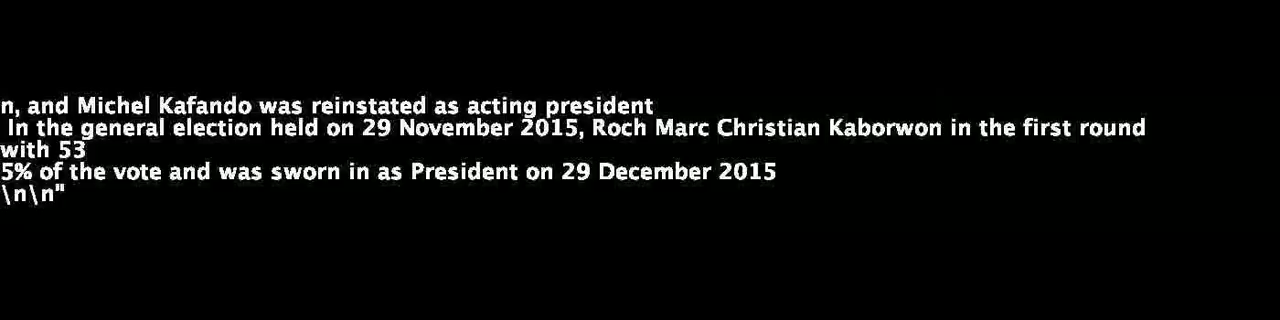 n, and Michel Kafando was reinstated as acting president
In the general election held on 29 November 2015, Roch Marc Christian Kaborwon in the first round
with 53
5% of the vote and was sworn in as President on 29 December 2015
\n\n"